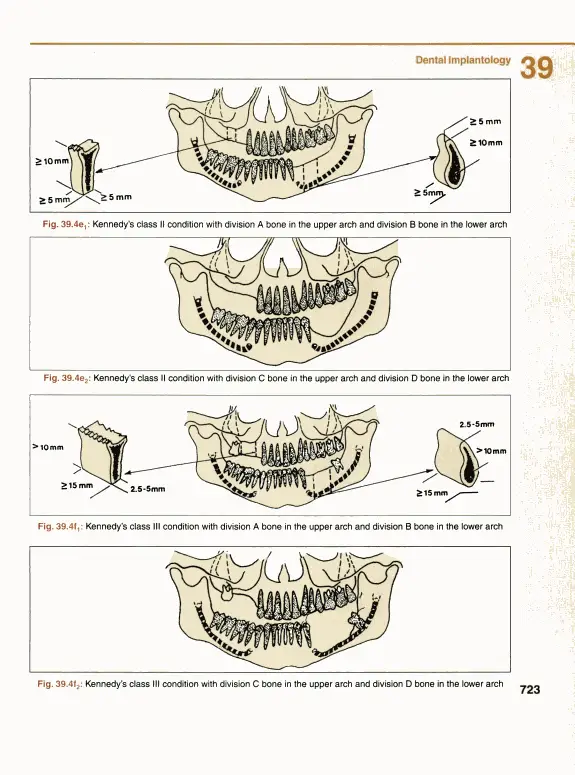 Dental Implantology
39
≥ 5 mm
≥ 10 mm
≥ 10 mm
≥ 5 mm
≥ 5 mm
≥ 5mm
Fig. 39.4e₁: Kennedy's class II condition with division A bone in the upper arch and division B bone in the lower arch
Fig. 39.4e₂: Kennedy's class II condition with division C bone in the upper arch and division D bone in the lower arch
2.5-5mm
> 10 mm
> 10mm
≥ 15 mm
2.5-5mm
≥ 15 mm
Fig. 39.4f₁: Kennedy's class III condition with division A bone in the upper arch and division B bone in the lower arch
Fig. 39.4f₂: Kennedy's class III condition with division C bone in the upper arch and division D bone in the lower arch
723